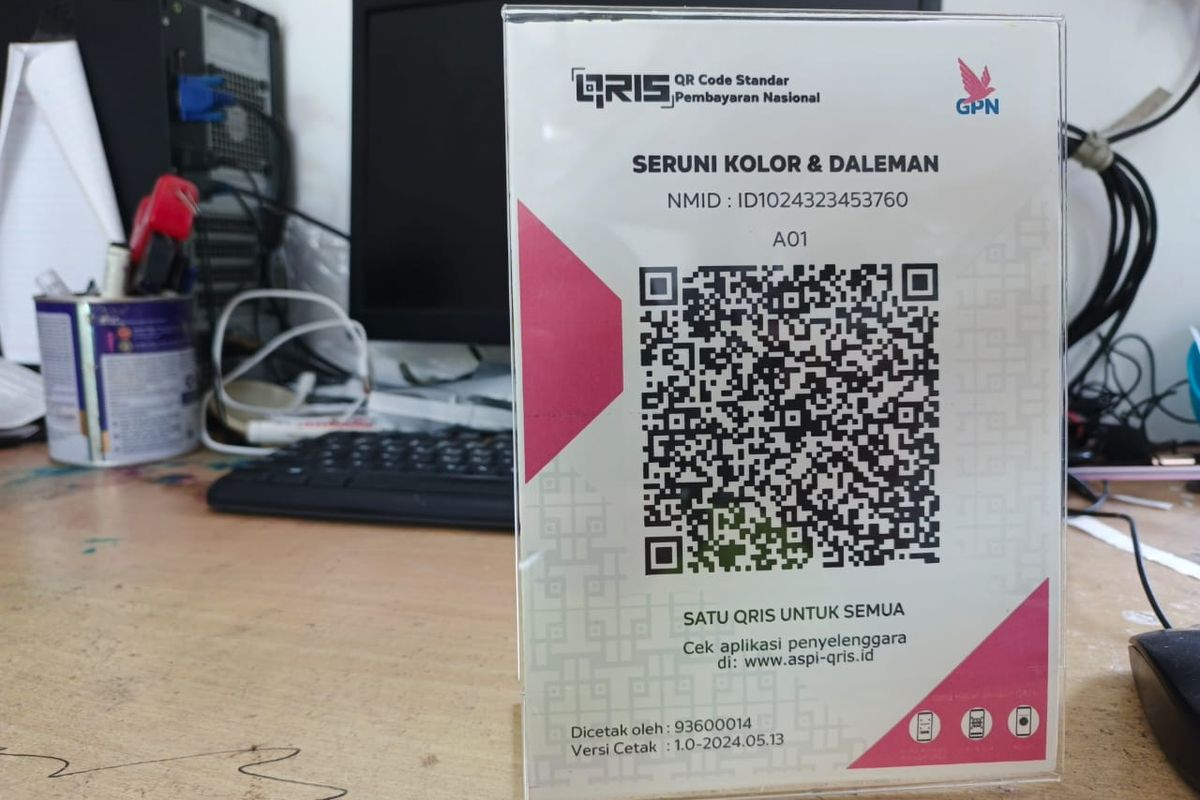 QRIS
QR Code Standar
Pembayaran Nasional
GPN
SERUNI KOLOR & DALEMAN
NMID : ID1024323453760
A01
SATU QRIS UNTUK SEMUA
Cek aplikasi penyelenggara
di: www.aspi-qris.id
Dicetak oleh : 93600014
Versi Cetak : 1.0-2024.05.13